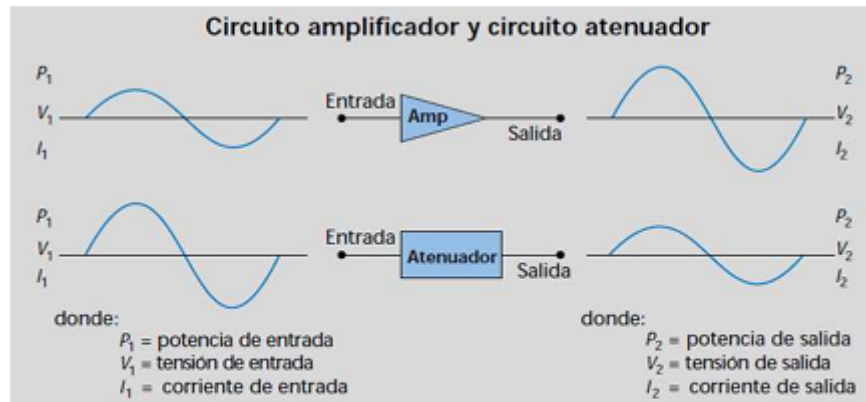 Circuito amplificador y circuito atenuador
P₁
V₁
I₁
Entrada
Amp
Salida
P₂
V₂
I₂
P₁
V₁
I₁
Entrada
Atenuador
Salida
P₂
V₂
I₂
donde:
P₁ = potencia de entrada
V₁ = tensión de entrada
I₁ = corriente de entrada
donde:
P₂ = potencia de salida
V₂ = tensión de salida
I₂ = corriente de salida